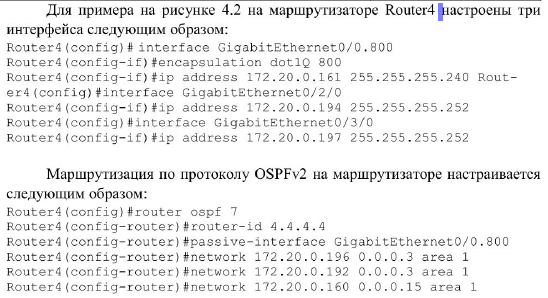 Для примера на рисунке 4.2 на маршрутизаторе Router4 настроены три
интерфейса следующим образом:
Router4(config)# interface GigabitEthernet0/0.800
Router4(config-if)#encapsulation dot1Q 800
Router4(config-if)#ip address 172.20.0.161 255.255.255.240 Rout-
er4(config)#interface GigabitEthernet0/2/0
Router4(config-if)#ip address 172.20.0.194 255.255.255.252
Router4(config)#interface GigabitEthernet0/3/0
Router4(config-if)#ip address 172.20.0.197 255.255.255.252
Маршрутизация по протоколу OSPFv2 на маршрутизаторе настраивается
следующим образом:
Router4(config)#router ospf 7
Router4(config-router)#router-id 4.4.4.4
Router4(config-router)#passive-interface GigabitEthernet0/0.800
Router4(config-router)#network 172.20.0.196 0.0.0.3 area 1
Router4(config-router)#network 172.20.0.192 0.0.0.3 area 1
Router4(config-router)#network 172.20.0.160 0.0.0.15 area 1